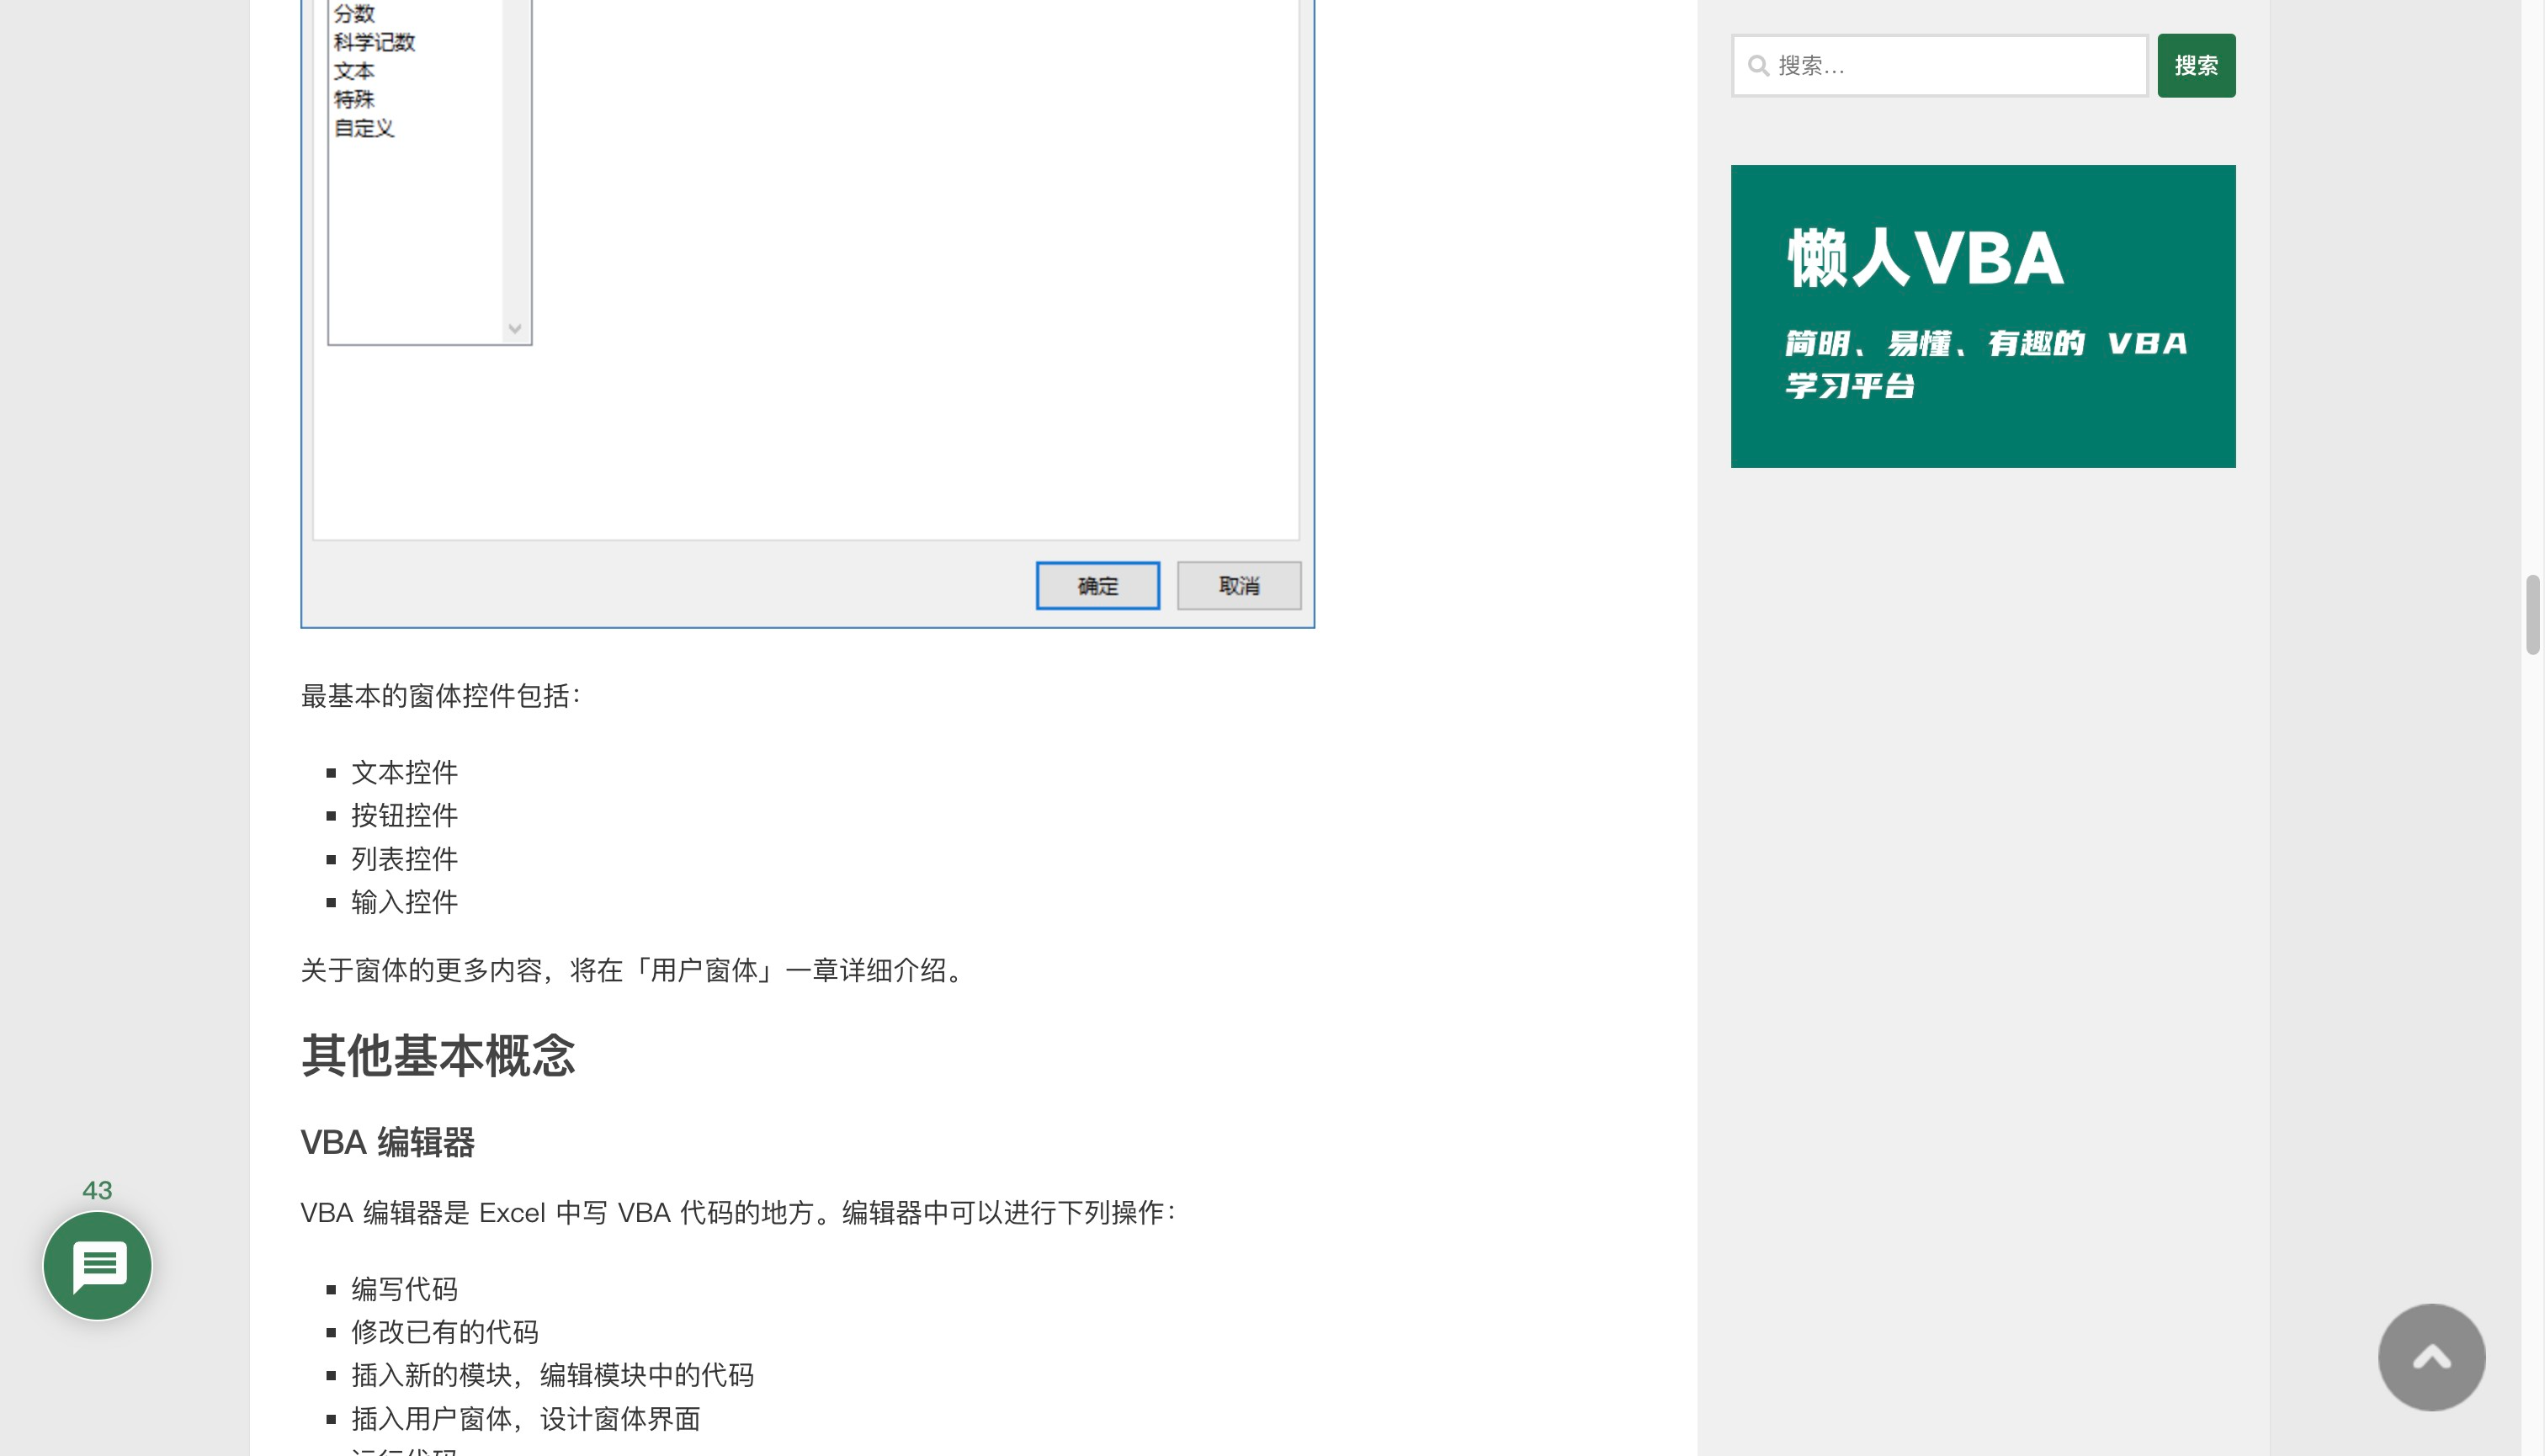 分数
科学记数
文本
特殊
自定义
确定
取消
最基本的窗体控件包括：
文本控件
按钮控件
列表控件
输入控件
关于窗体的更多内容，将在「用户窗体」一章详细介绍。
其他基本概念
VBA 编辑器
VBA 编辑器是 Excel 中写 VBA 代码的地方。编辑器中可以进行下列操作：
编写代码
修改已有的代码
插入新的模块，编辑模块中的代码
插入用户窗体，设计窗体界面
运行代码
43
搜索…
搜索
懒人VBA
简明、易懂、有趣的 VBA
学习平台